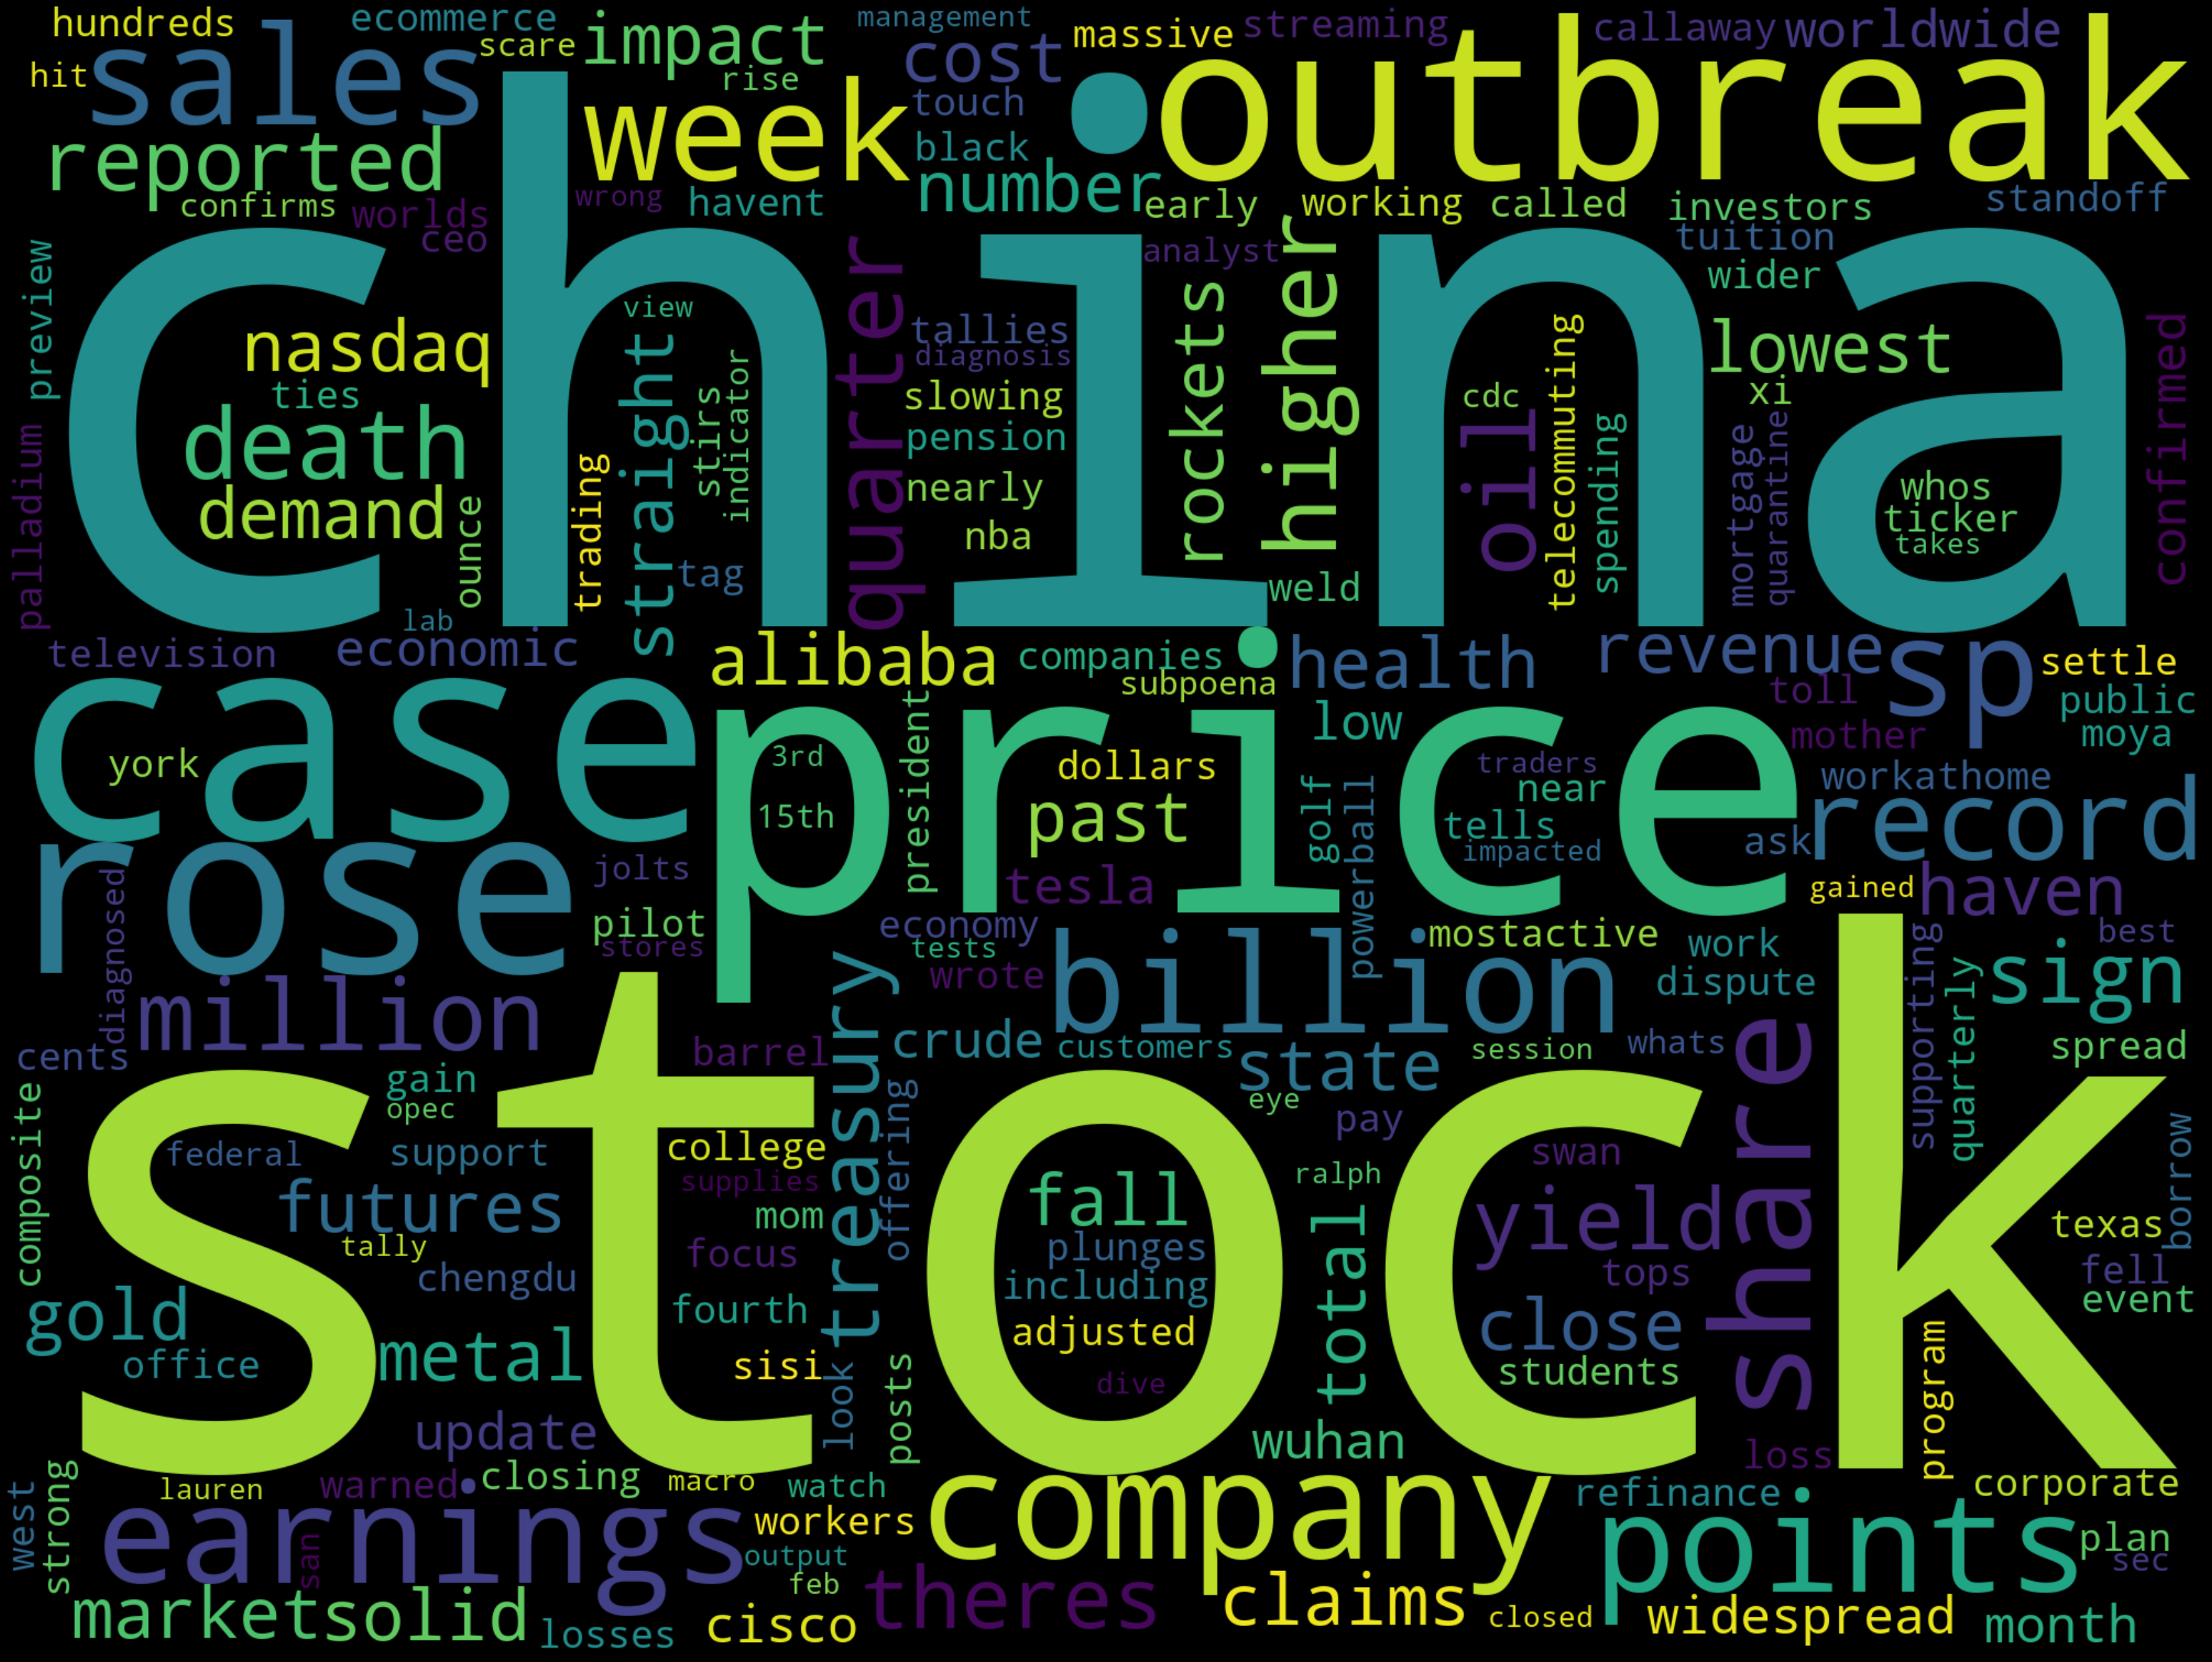 hundreds
ecommerce
management
massive
streaming
callaway
worldwide
hit
sales
scare
impact
rise
cost
touch
outbreak
reported
week
black
number
confirms
worlds
ceo
wrong
havent
early
working
called
investors
standoff
analyst
tuition
wider
china
preview
nasdaq
ties
death
demand
palladium
ounce
trading
straight
view
stirs
indicator
tag
quarter
tallies
diagnosis
slowing
pension
nearly
nba
rockets
higher
weld
oil
cdc
telecommuting
spending
lowest
xi
mortgage
quarantine
whos
ticker
takes
confirmed
lab
television
economic
alibaba
companies
subpoena
health
revenue
sp
settle
toll
public
mother
moya
case
york
price
3rd
15th
president
dollars
past
low
golf
powerball
traders
near
tells
impacted
workathome
ask
record
rose
jolts
pilot
stores
tesla
gained
haven
diagnosed
economy
tests
wrote
mostactive
work
dispute
supporting
best
quarterly
sign
million
billion
cents
barrel
treasury
crude
customers
state
session
whats
spread
share
stock
gain
opec
eye
pay
composite
federal
support
college
supplies
mom
offering
ralph
swan
borrow
futures
tally
chengdu
focus
fall
plunges
including
adjusted
dive
total
yield
tops
texas
fell
event
gold
office
metal
fourth
sisi
look
posts
close
students
program
update
wuhan
loss
west
strong
lauren
warned
closing
macro
watch
company
refinance
corporate
earnings
san
workers
output
feb
points
plan
sec
market
solid
losses
cisco
theres
claims
closed
widespread
month